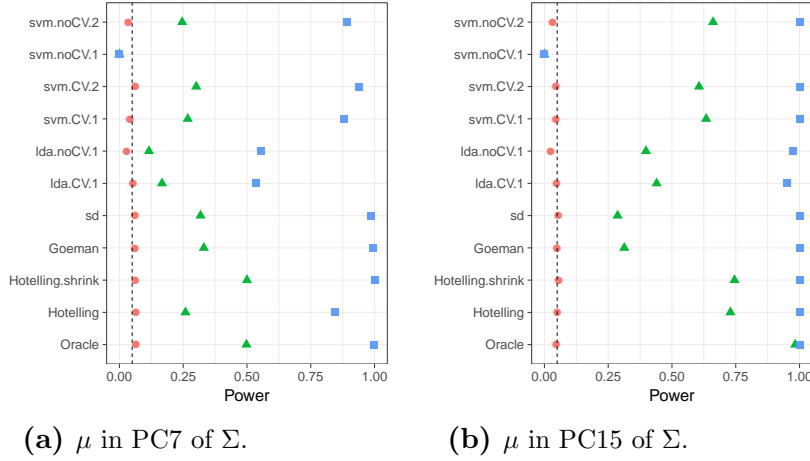 svm.noCV.2
svm.noCV.1
svm.CV.2
svm.CV.1
lda.noCV.1
lda.CV.1
sd
Goeman
Hotelling.shrink
Hotelling
Oracle
0.00 0.25 0.50 0.75 1.00
Power
(a) μ in PC7 of Σ.
svm.noCV.2
svm.noCV.1
svm.CV.2
svm.CV.1
lda.noCV.1
lda.CV.1
sd
Goeman
Hotelling.shrink
Hotelling
Oracle
0.00 0.25 0.50 0.75 1.00
Power
(b) μ in PC15 of Σ.